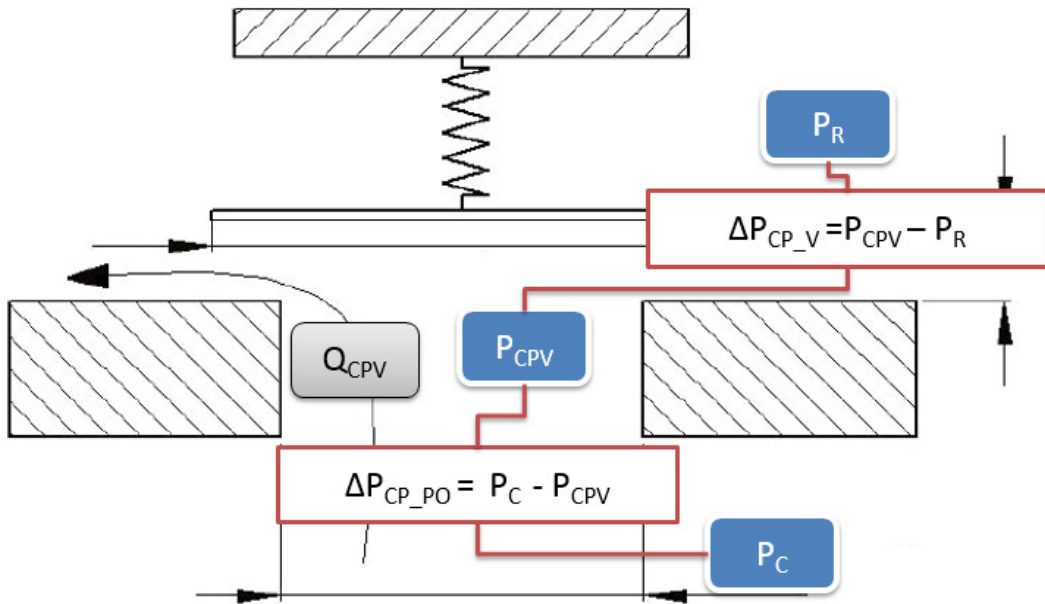 P_R
ΔP_CP_V =P_CPV – P_R
Q_CPV
P_CPV
ΔP_CP_PO = P_C - P_CPV
P_C